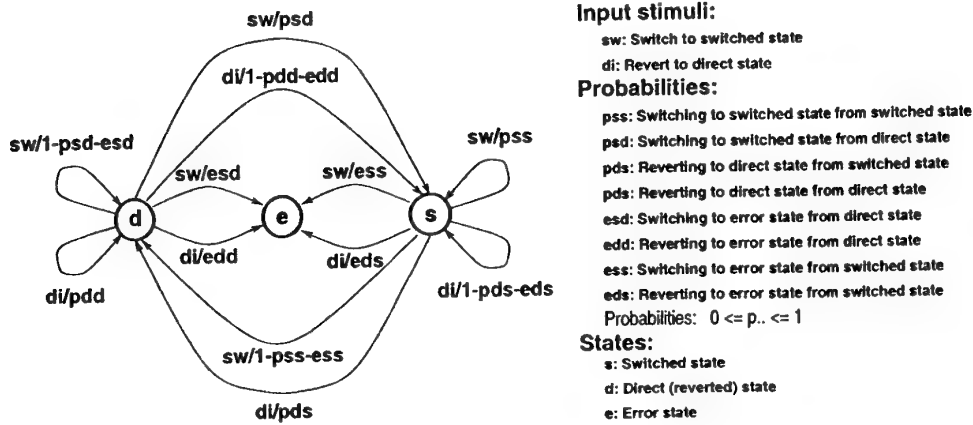 sw/psd
di/1-pdd-edd
sw/1-psd-esd
sw/pss
sw/esd
sw/ess
d
e
s
di/edd
di/eds
di/pdd
di/1-pds-eds
sw/1-pss-ess
di/pds
Input stimuli:
sw: Switch to switched state
di: Revert to direct state
Probabilities:
pss: Switching to switched state from switched state
psd: Switching to switched state from direct state
pds: Reverting to direct state from switched state
pds: Reverting to direct state from direct state
esd: Switching to error state from direct state
edd: Reverting to error state from direct state
ess: Switching to error state from switched state
eds: Reverting to error state from switched state
Probabilities: 0 <= p.. <= 1
States:
s: Switched state
d: Direct (reverted) state
e: Error state